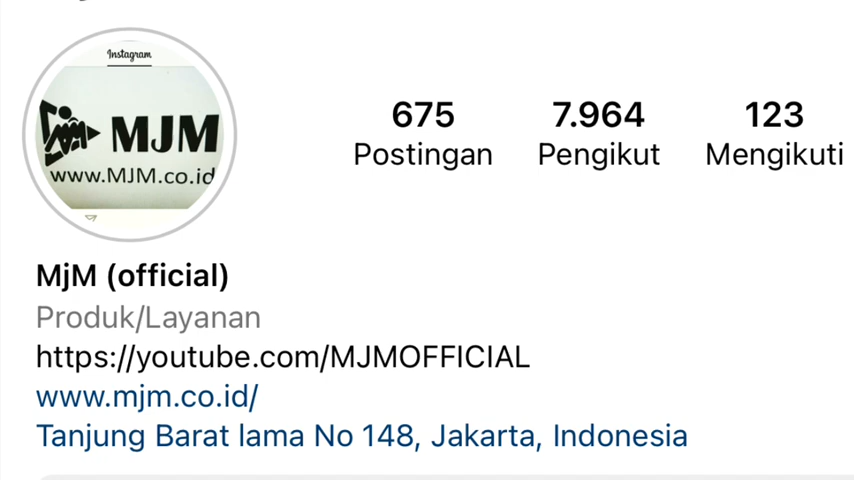 Instagram
MJM
www.MJM.co.id
675 7.964 123
Postingan Pengikut Mengikuti
MjM (official)
Produk/Layanan
https://youtube.com/MJMOFFICIAL
www.mjm.co.id/
Tanjung Barat lama No 148, Jakarta, Indonesia